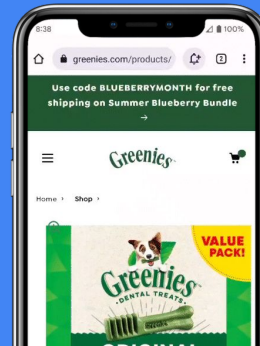 8:38
100%
greenies.com/products/
2
Use code BLUEBERRYMONTH for free
shipping on Summer Blueberry Bundle
→
Greenies
Home › Shop ›
VALUE
PACK!
Greenies
DENTAL TREATS
ORIGINAL